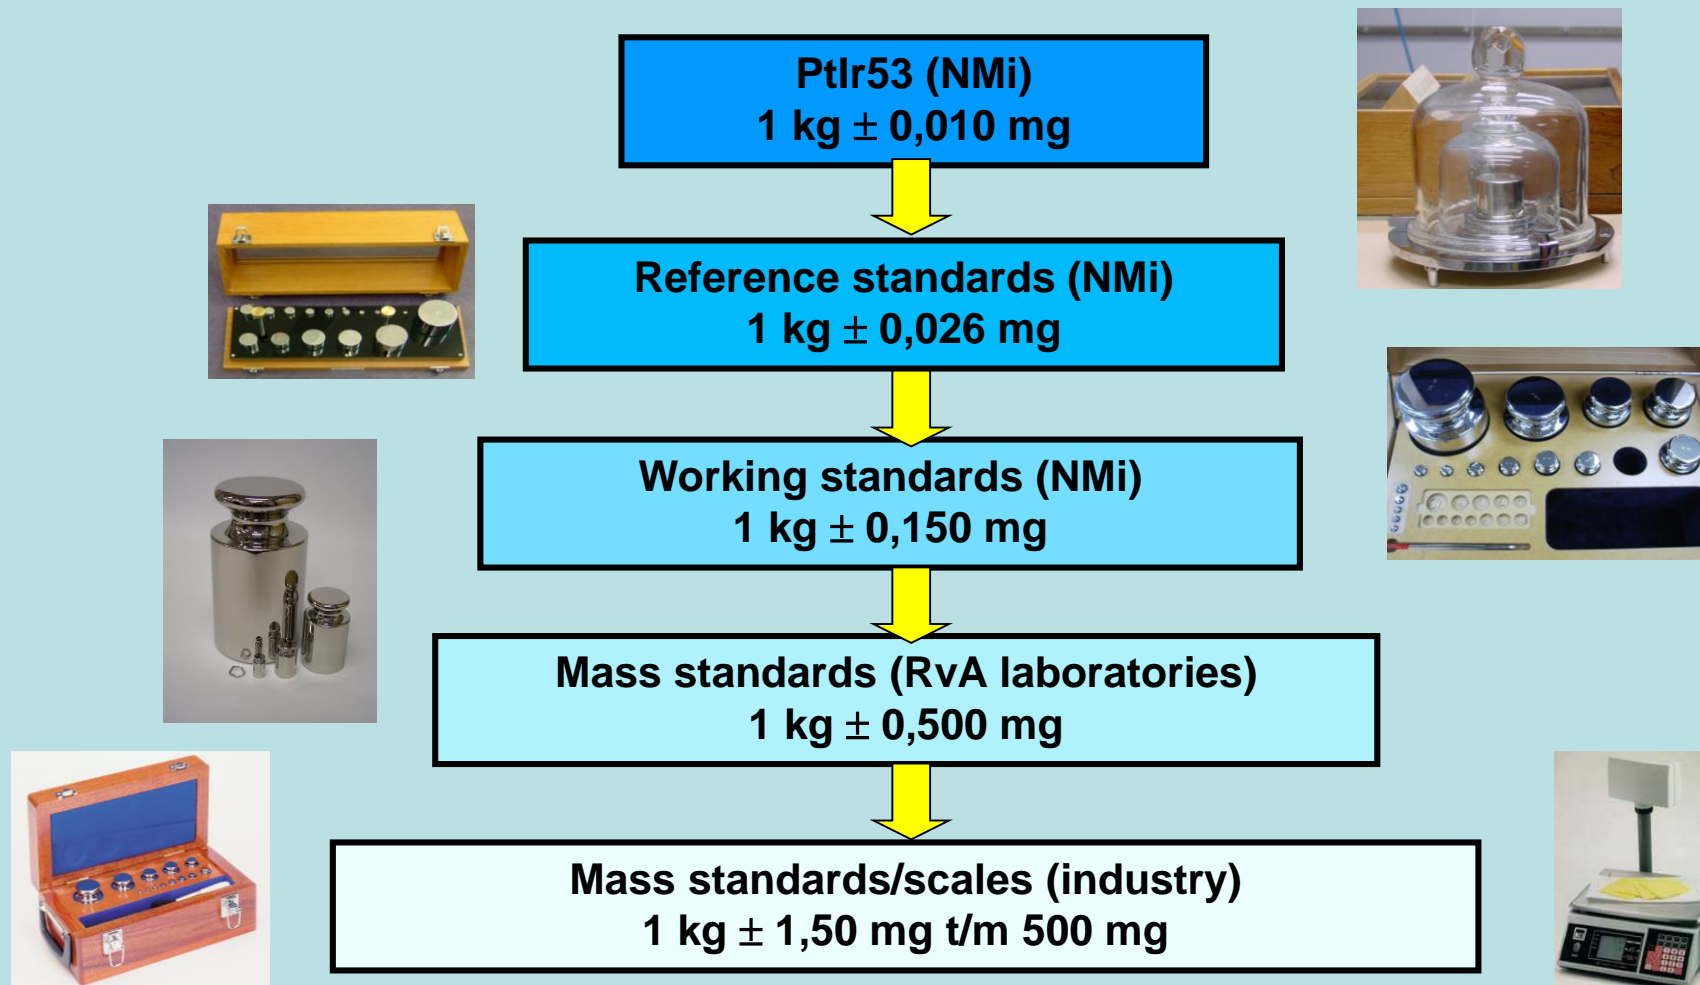 PtIr53 (NMi)
1 kg ± 0,010 mg
Reference standards (NMi)
1 kg ± 0,026 mg
Working standards (NMi)
1 kg ± 0,150 mg
Mass standards (RvA laboratories)
1 kg ± 0,500 mg
Mass standards/scales (industry)
1 kg ± 1,50 mg t/m 500 mg